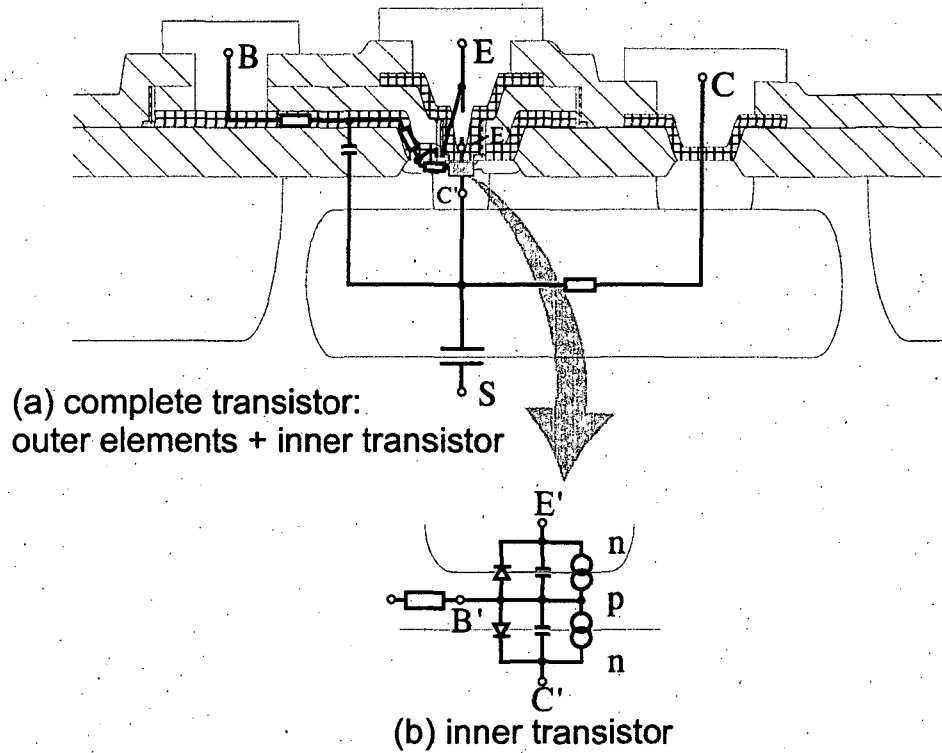 B
E
C
E'
C'
S
(a) complete transistor:
outer elements + inner transistor
E'
n
p
B'
n
C'
(b) inner transistor